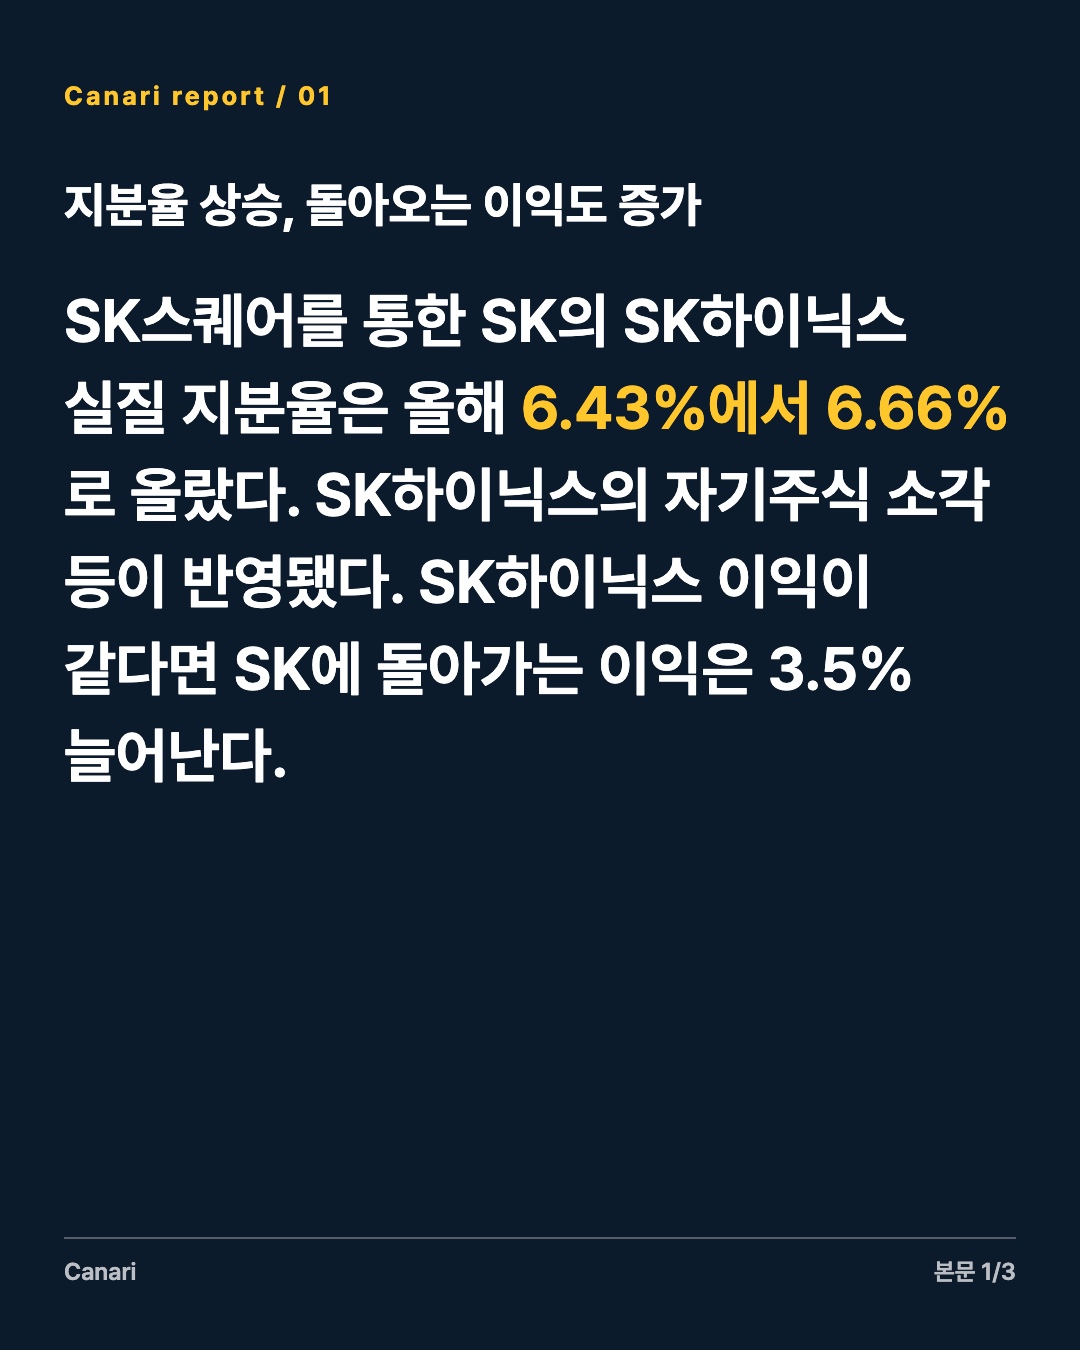 Canari report / 01
지분율 상승, 돌아오는 이익도 증가
SK스퀘어를 통한 SK의 SK하이닉스
실질 지분율은 올해 6.43%에서 6.66%
로 올랐다. SK하이닉스의 자기주식 소각
등이 반영됐다. SK하이닉스 이익이
같다면 SK에 돌아가는 이익은 3.5%
늘어난다.
Canari
본문 1/3